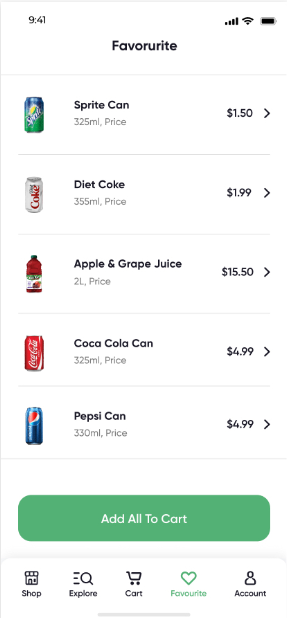 9:41
Favorurite
Sprite Can
325ml, Price
$1.50
Diet Coke
355ml, Price
$1.99
Apple & Grape Juice
2L, Price
$15.50
Coca Cola Can
325ml, Price
$4.99
Pepsi Can
330ml, Price
$4.99
Add All To Cart
Shop
Explore
Cart
Favourite
Account